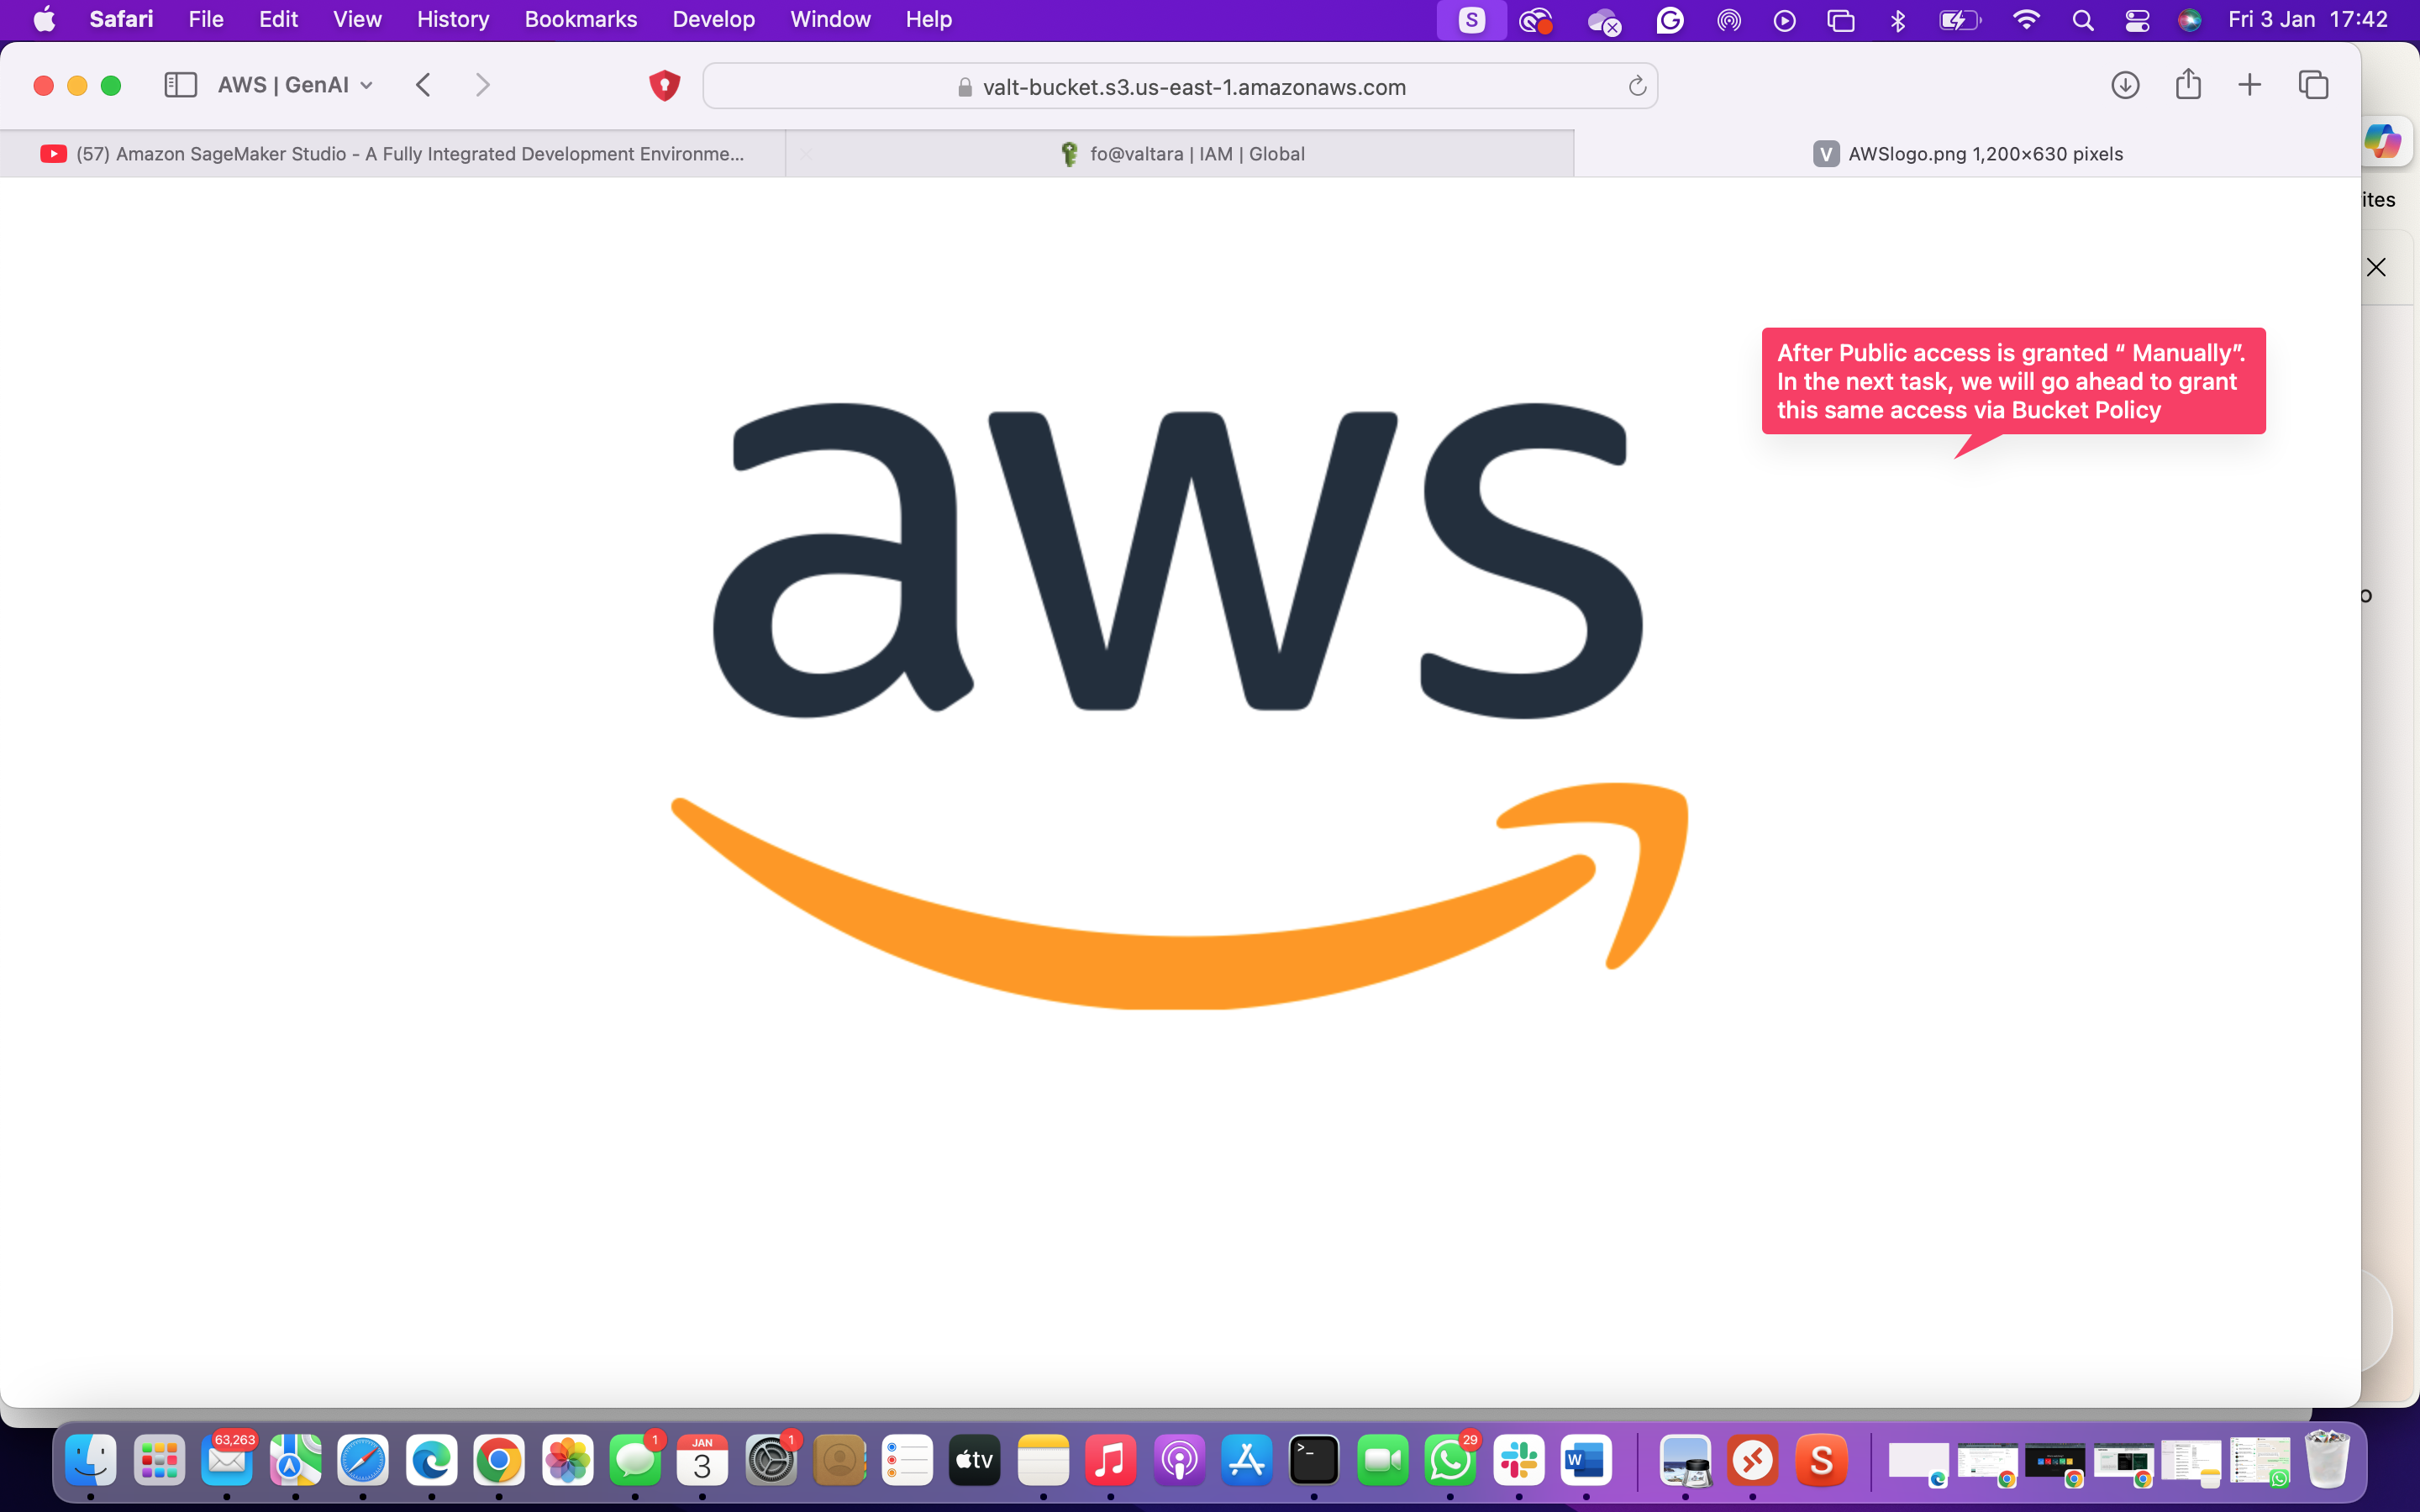 Safari File Edit View History Bookmarks Develop Window Help S Fri 3 Jan 17:42
AWS | GenAI valt-bucket.s3.us-east-1.amazonaws.com
(57) Amazon SageMaker Studio - A Fully Integrated Development Environme... fo@valtara | IAM | Global V AWSlogo.png 1,200×630 pixels
ites
After Public access is granted “ Manually”.
In the next task, we will go ahead to grant
this same access via Bucket Policy
aws
o
63,263 1 JAN 3 1 tv >_ 29 W S